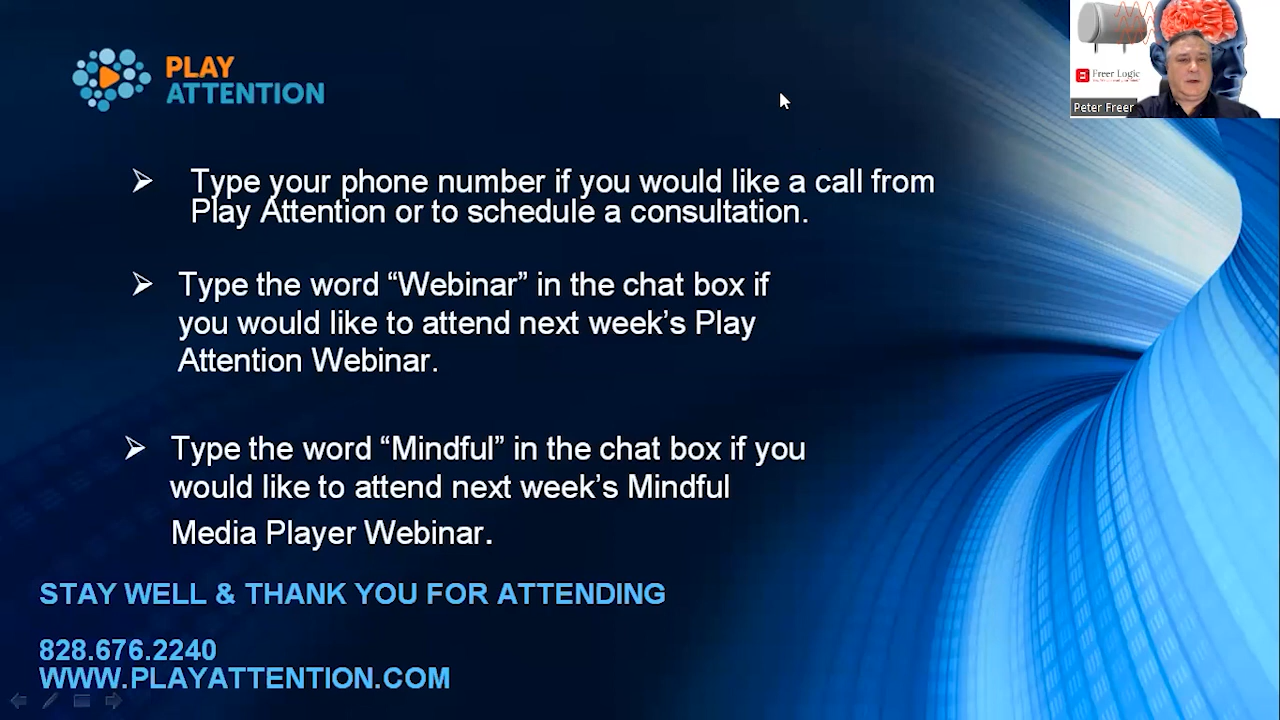 PLAY
ATTENTION
Freer Logic
Peter Freer
Type your phone number if you would like a call from
Play Attention or to schedule a consultation.
Type the word “Webinar” in the chat box if
you would like to attend next week’s Play
Attention Webinar.
Type the word “Mindful” in the chat box if you
would like to attend next week’s Mindful
Media Player Webinar.
STAY WELL & THANK YOU FOR ATTENDING
828.676.2240
WWW.PLAYATTENTION.COM